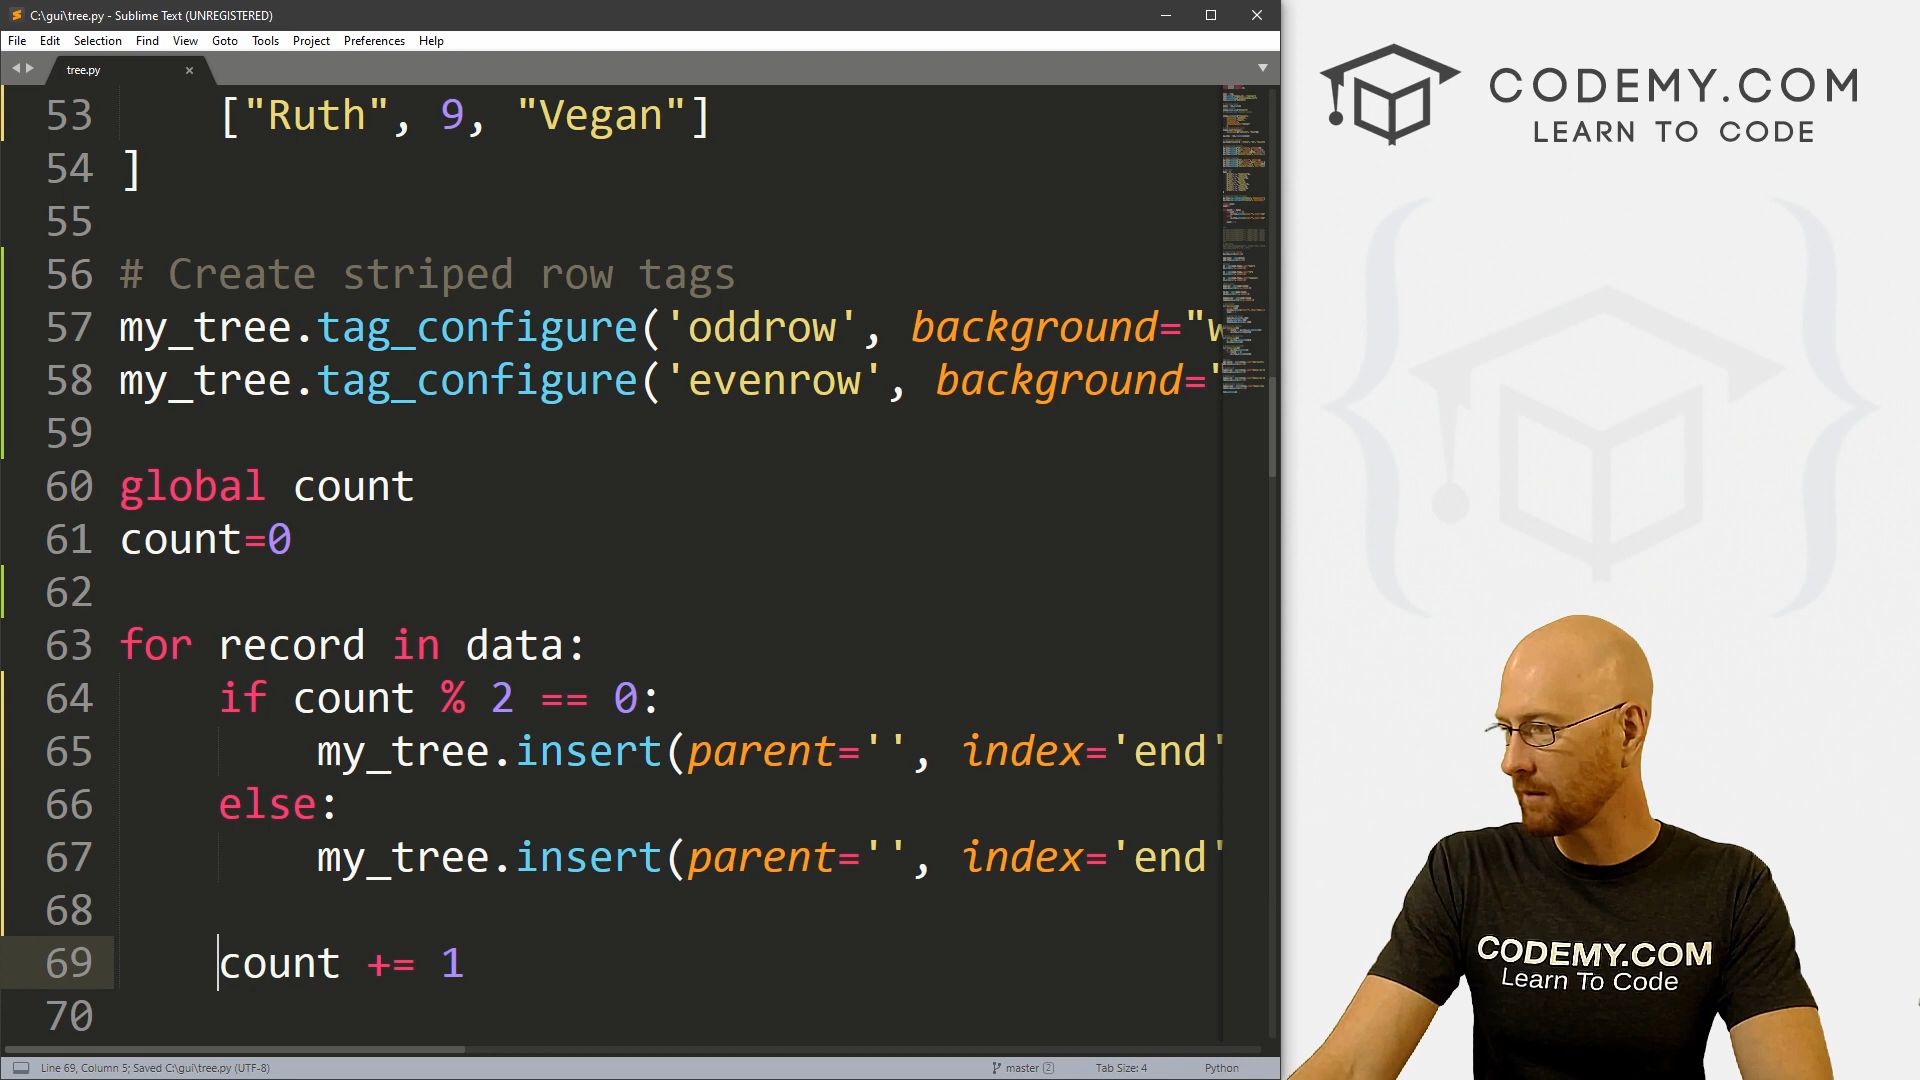 C:\gui\tree.py - Sublime Text (UNREGISTERED)
File Edit Selection Find View Goto Tools Project Preferences Help
tree.py
53 ["Ruth", 9, "Vegan"]
54 ]
55
56 # Create striped row tags
57 my_tree.tag_configure('oddrow', background="w
58 my_tree.tag_configure('evenrow', background="
59
60 global count
61 count=0
62
63 for record in data:
64 if count % 2 == 0:
65 my_tree.insert(parent='', index='end'
66 else:
67 my_tree.insert(parent='', index='end'
68
69 count += 1
70
Line 69, Column 5; Saved C:\gui\tree.py (UTF-8)
master 2
Tab Size: 4
Python
CODEMY.COM
LEARN TO CODE
CODEMY.COM
Learn To Code